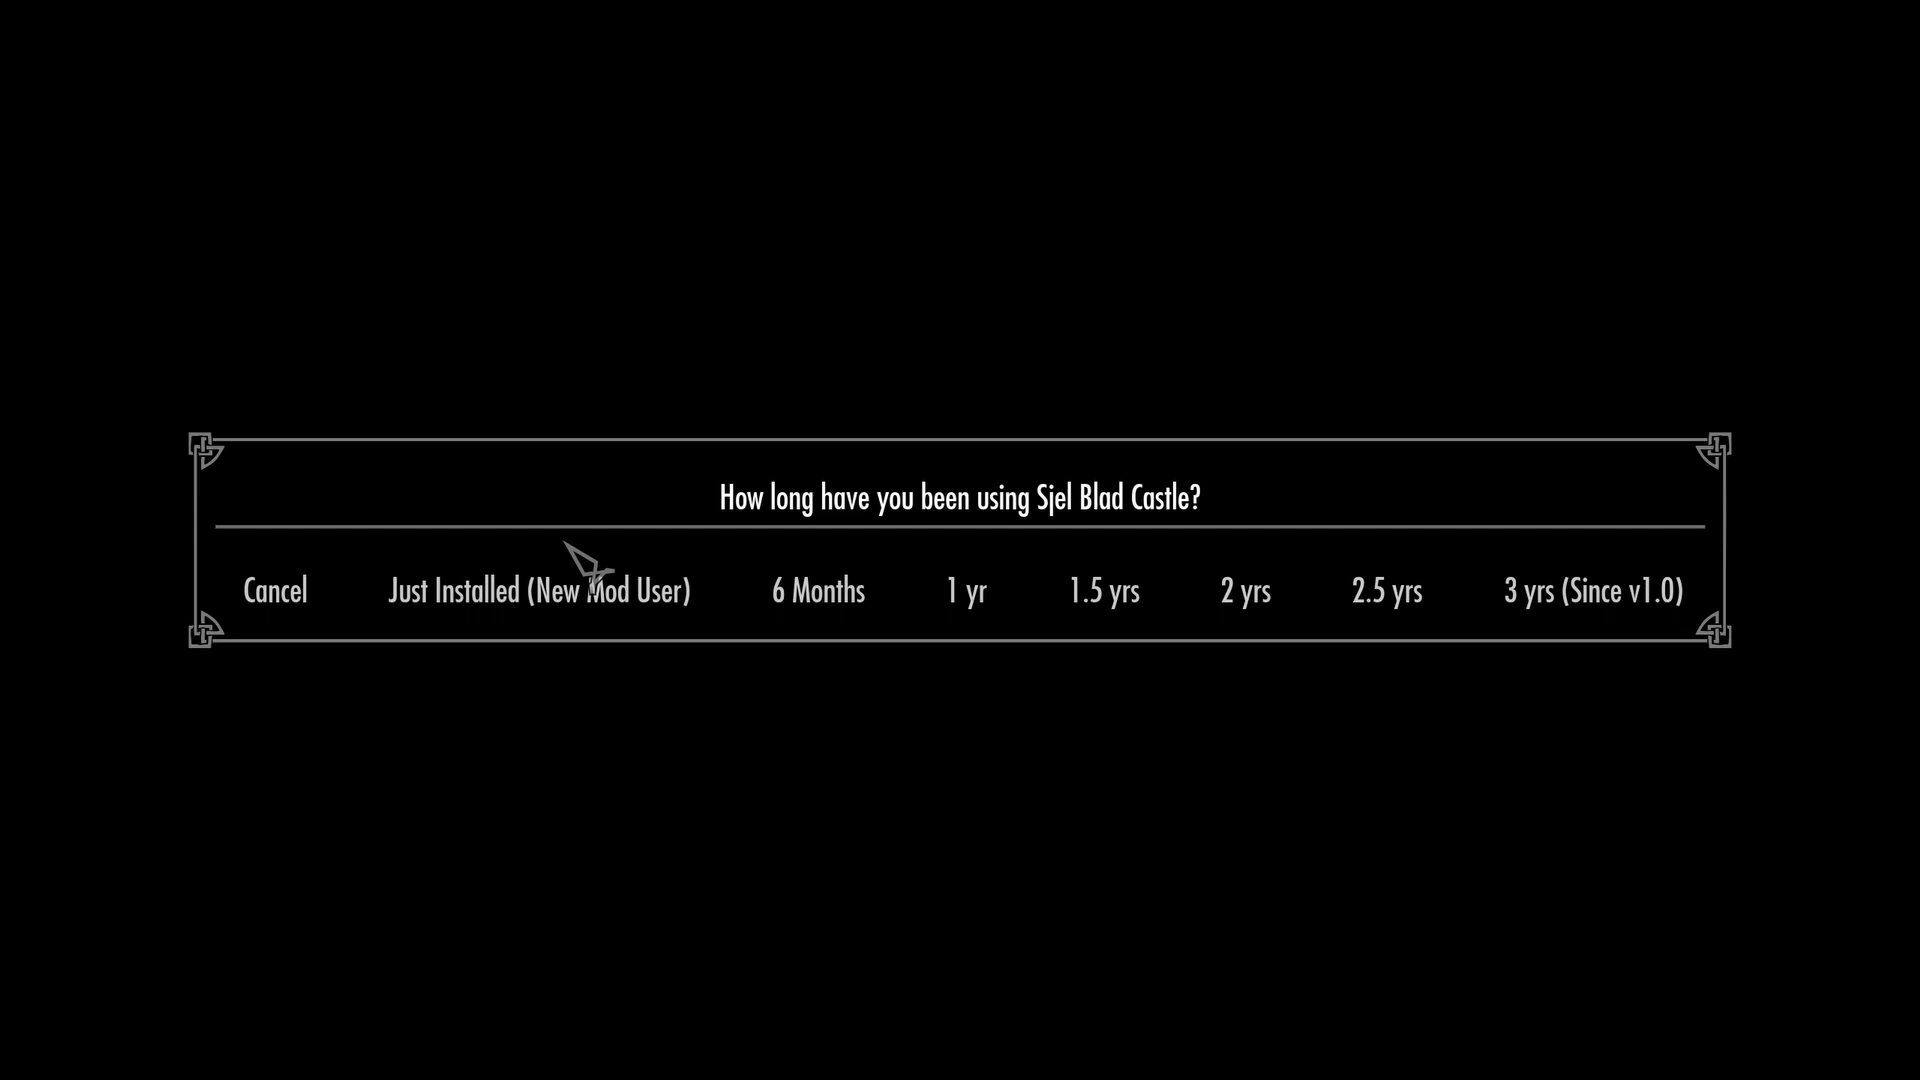 How long have you been using Sjel Blad Castle?
Cancel Just Installed (New Mod User) 6 Months 1 yr 1.5 yrs 2 yrs 2.5 yrs 3 yrs (Since v1.0)